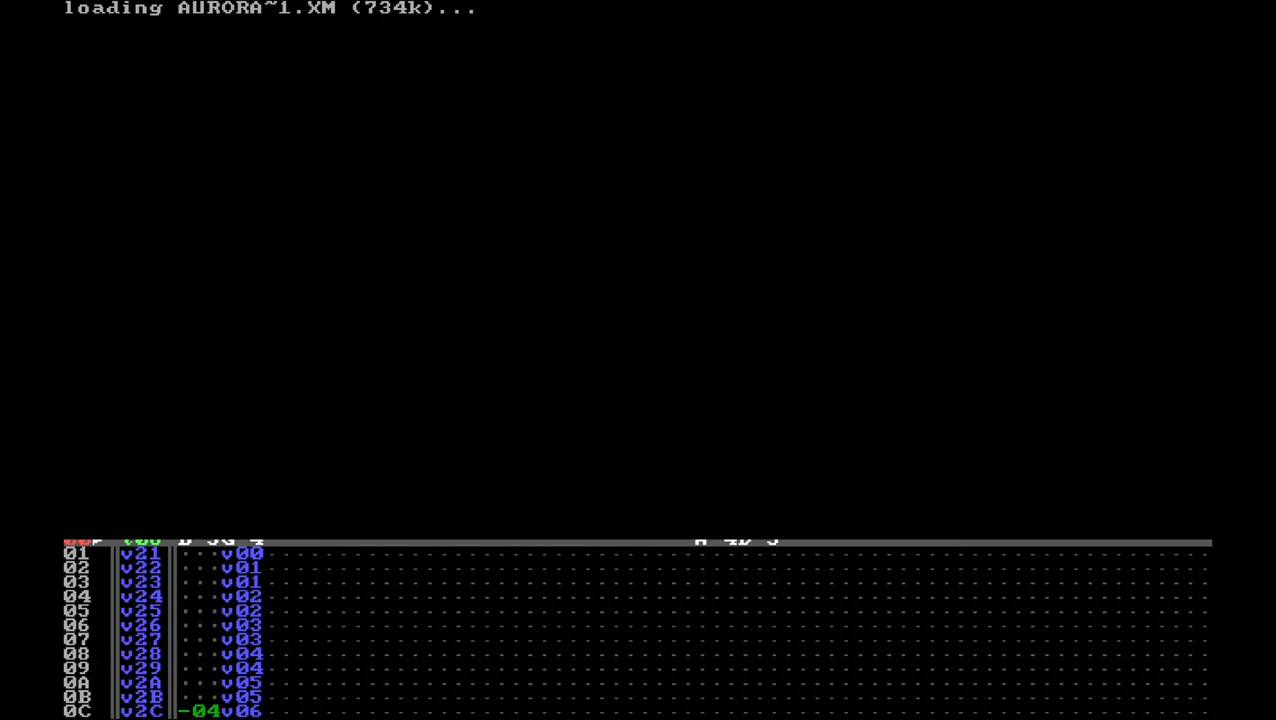 loading AURORA~1.XM (734k)...
01 v21 v00
02 v22 v01
03 v23 v01
04 v24 v02
05 v25 v02
06 v26 v03
07 v27 v03
08 v28 v04
09 v29 v04
0A v2A v05
0B v2B v05
0C v2C -04v06